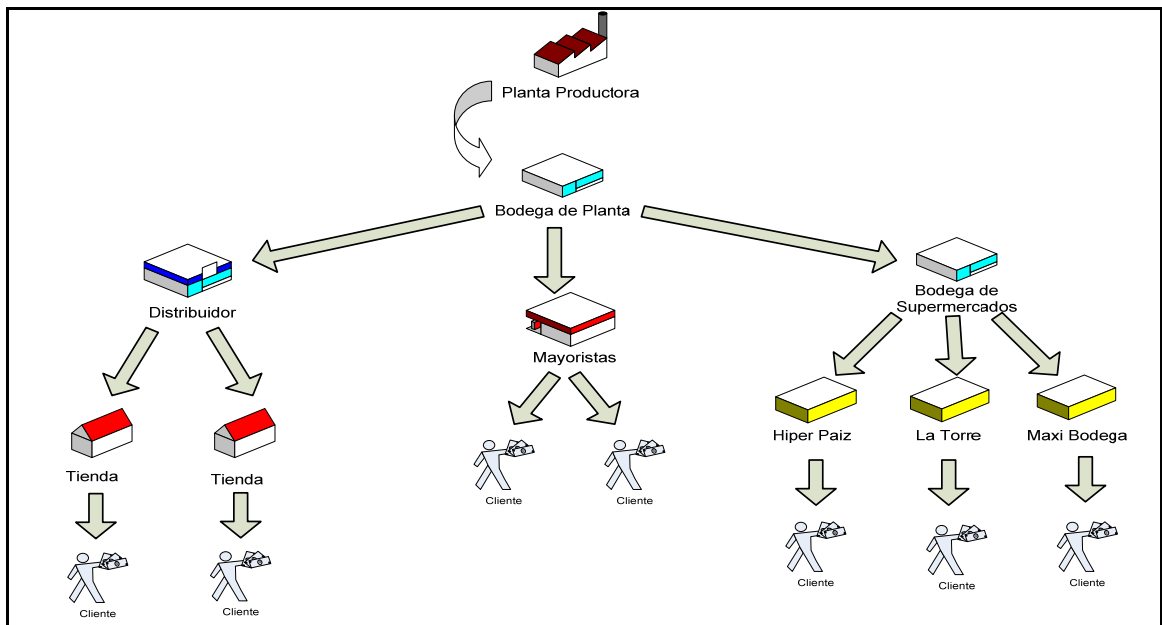 Planta Productora
Bodega de Planta
Distribuidor
Mayoristas
Bodega de
Supermercados
Tienda
Tienda
Hiper Paiz
La Torre
Maxi Bodega
Cliente
Cliente
Cliente
Cliente
Cliente
Cliente
Cliente